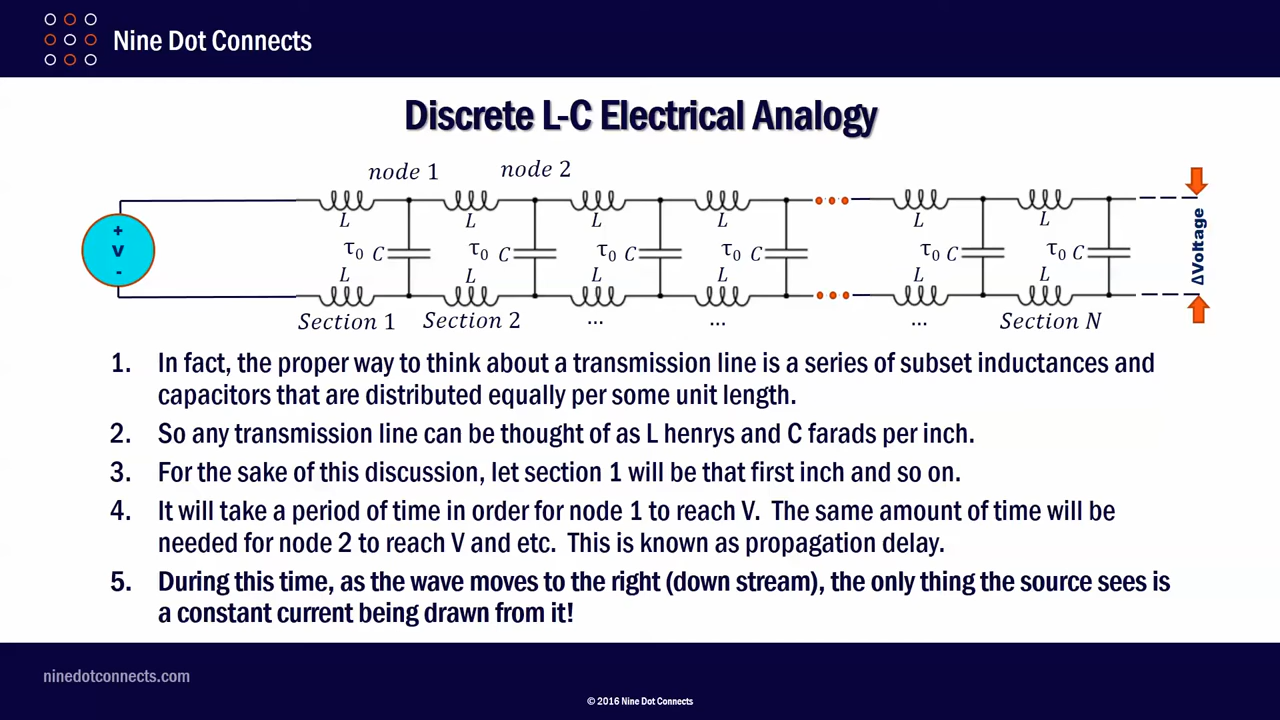 Nine Dot Connects
Discrete L-C Electrical Analogy
node 1 node 2
L L L L L L
+
V
-
τ0 C τ0 C τ0 C τ0 C τ0 C τ0 C
ΔVoltage
L L L L L L
Section 1 Section 2 ... ... ... Section N
1. In fact, the proper way to think about a transmission line is a series of subset inductances and
capacitors that are distributed equally per some unit length.
2. So any transmission line can be thought of as L henrys and C farads per inch.
3. For the sake of this discussion, let section 1 will be that first inch and so on.
4. It will take a period of time in order for node 1 to reach V. The same amount of time will be
needed for node 2 to reach V and etc. This is known as propagation delay.
5. During this time, as the wave moves to the right (down stream), the only thing the source sees is
a constant current being drawn from it!
ninedotconnects.com
© 2016 Nine Dot Connects